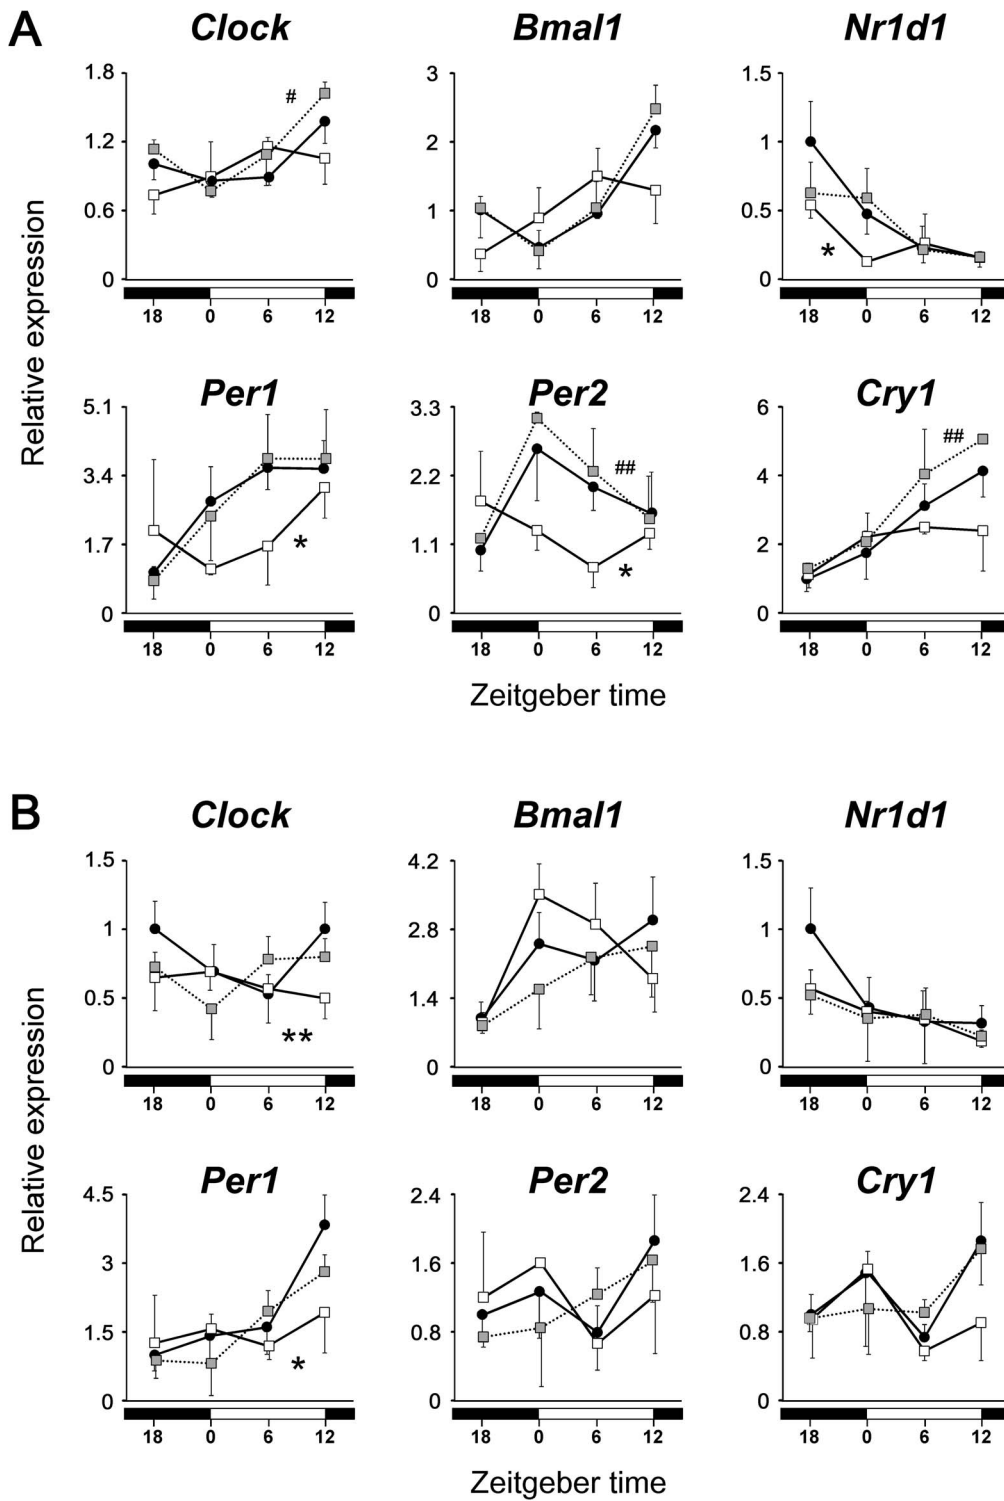 A
Clock Bmal1 Nr1d1
Relative expression
1.8
1.2
0.6
0
#
18 0 6 12
3
2
1
0
18 0 6 12
1.5
1
0.5
0
*
18 0 6 12
Per1 Per2 Cry1
5.1
3.4
1.7
0
*
18 0 6 12
3.3
2.2
1.1
0
##
*
18 0 6 12
6
4
2
0
##
18 0 6 12
Zeitgeber time
B
Clock Bmal1 Nr1d1
Relative expression
1.5
1
0.5
0
**
18 0 6 12
4.2
2.8
1.4
0
18 0 6 12
1.5
1
0.5
0
18 0 6 12
Per1 Per2 Cry1
4.5
3
1.5
0
*
18 0 6 12
2.4
1.6
0.8
0
18 0 6 12
2.4
1.6
0.8
0
18 0 6 12
Zeitgeber time